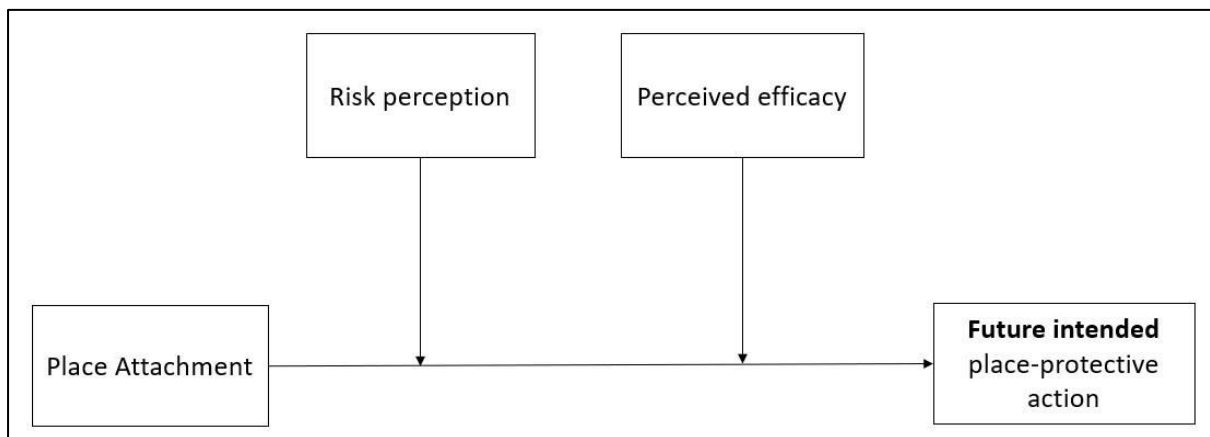 Risk perception
Perceived efficacy
Place Attachment
Future intended
place-protective
action